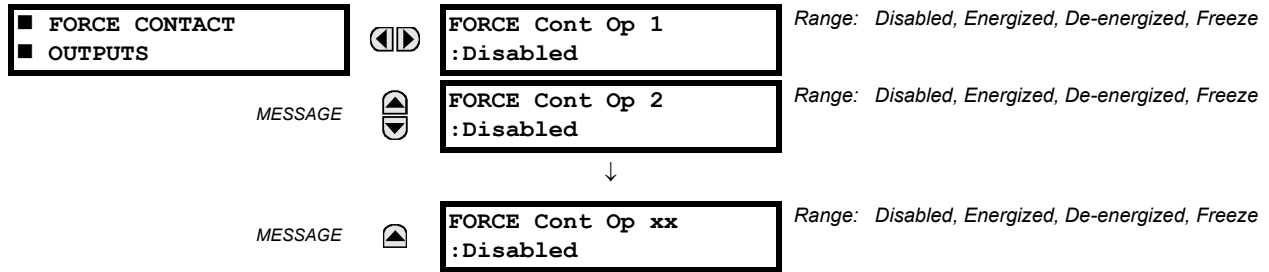 ■ FORCE CONTACT
■ OUTPUTS
FORCE Cont Op 1
:Disabled
Range: Disabled, Energized, De-energized, Freeze
MESSAGE
FORCE Cont Op 2
:Disabled
Range: Disabled, Energized, De-energized, Freeze
↓
MESSAGE
FORCE Cont Op xx
:Disabled
Range: Disabled, Energized, De-energized, Freeze